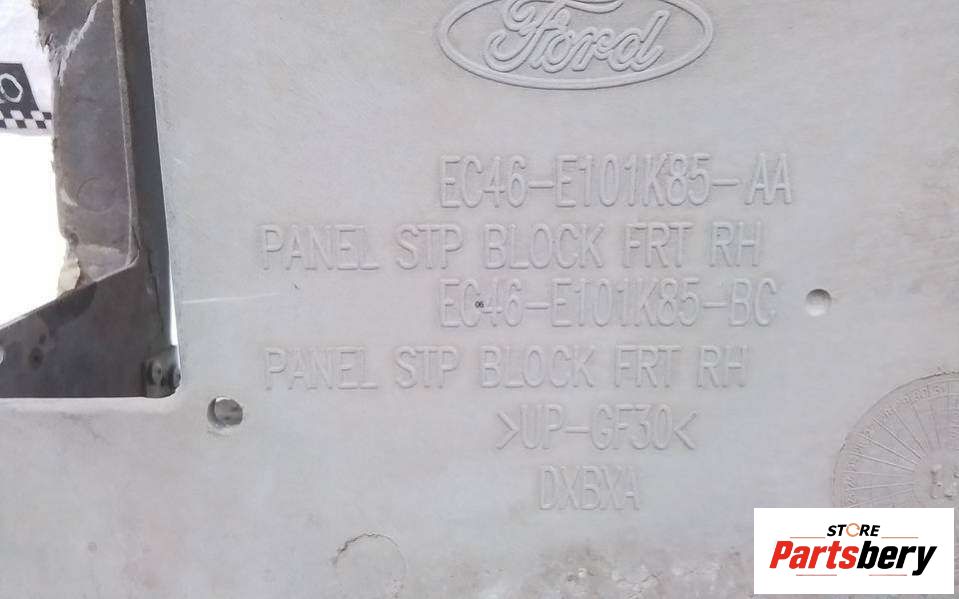 Ford
EC46-E101K85-AA
PANEL STP BLOCK FRT RH
06
EC46-E101K85-BC
PANEL STP BLOCK FRT RH
>UP-GF30<
DXBXA
STORE
Partsbery